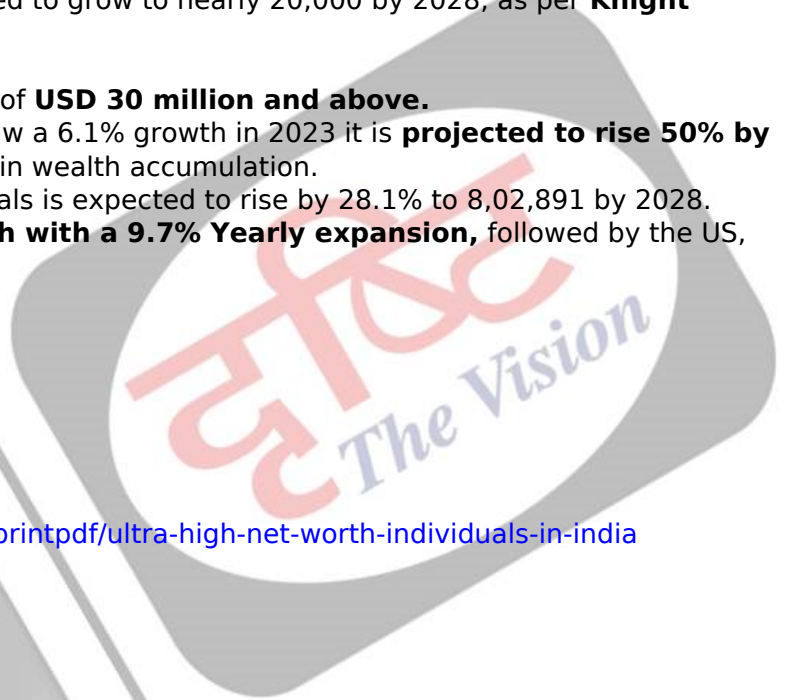 ed to grow to nearly 20,000 by 2028, as per Knight
of USD 30 million and above.
w a 6.1% growth in 2023 it is projected to rise 50% by
in wealth accumulation.
als is expected to rise by 28.1% to 8,02,891 by 2028.
h with a 9.7% Yearly expansion, followed by the US,
दृष्टि
The Vision
printpdf/ultra-high-net-worth-individuals-in-india